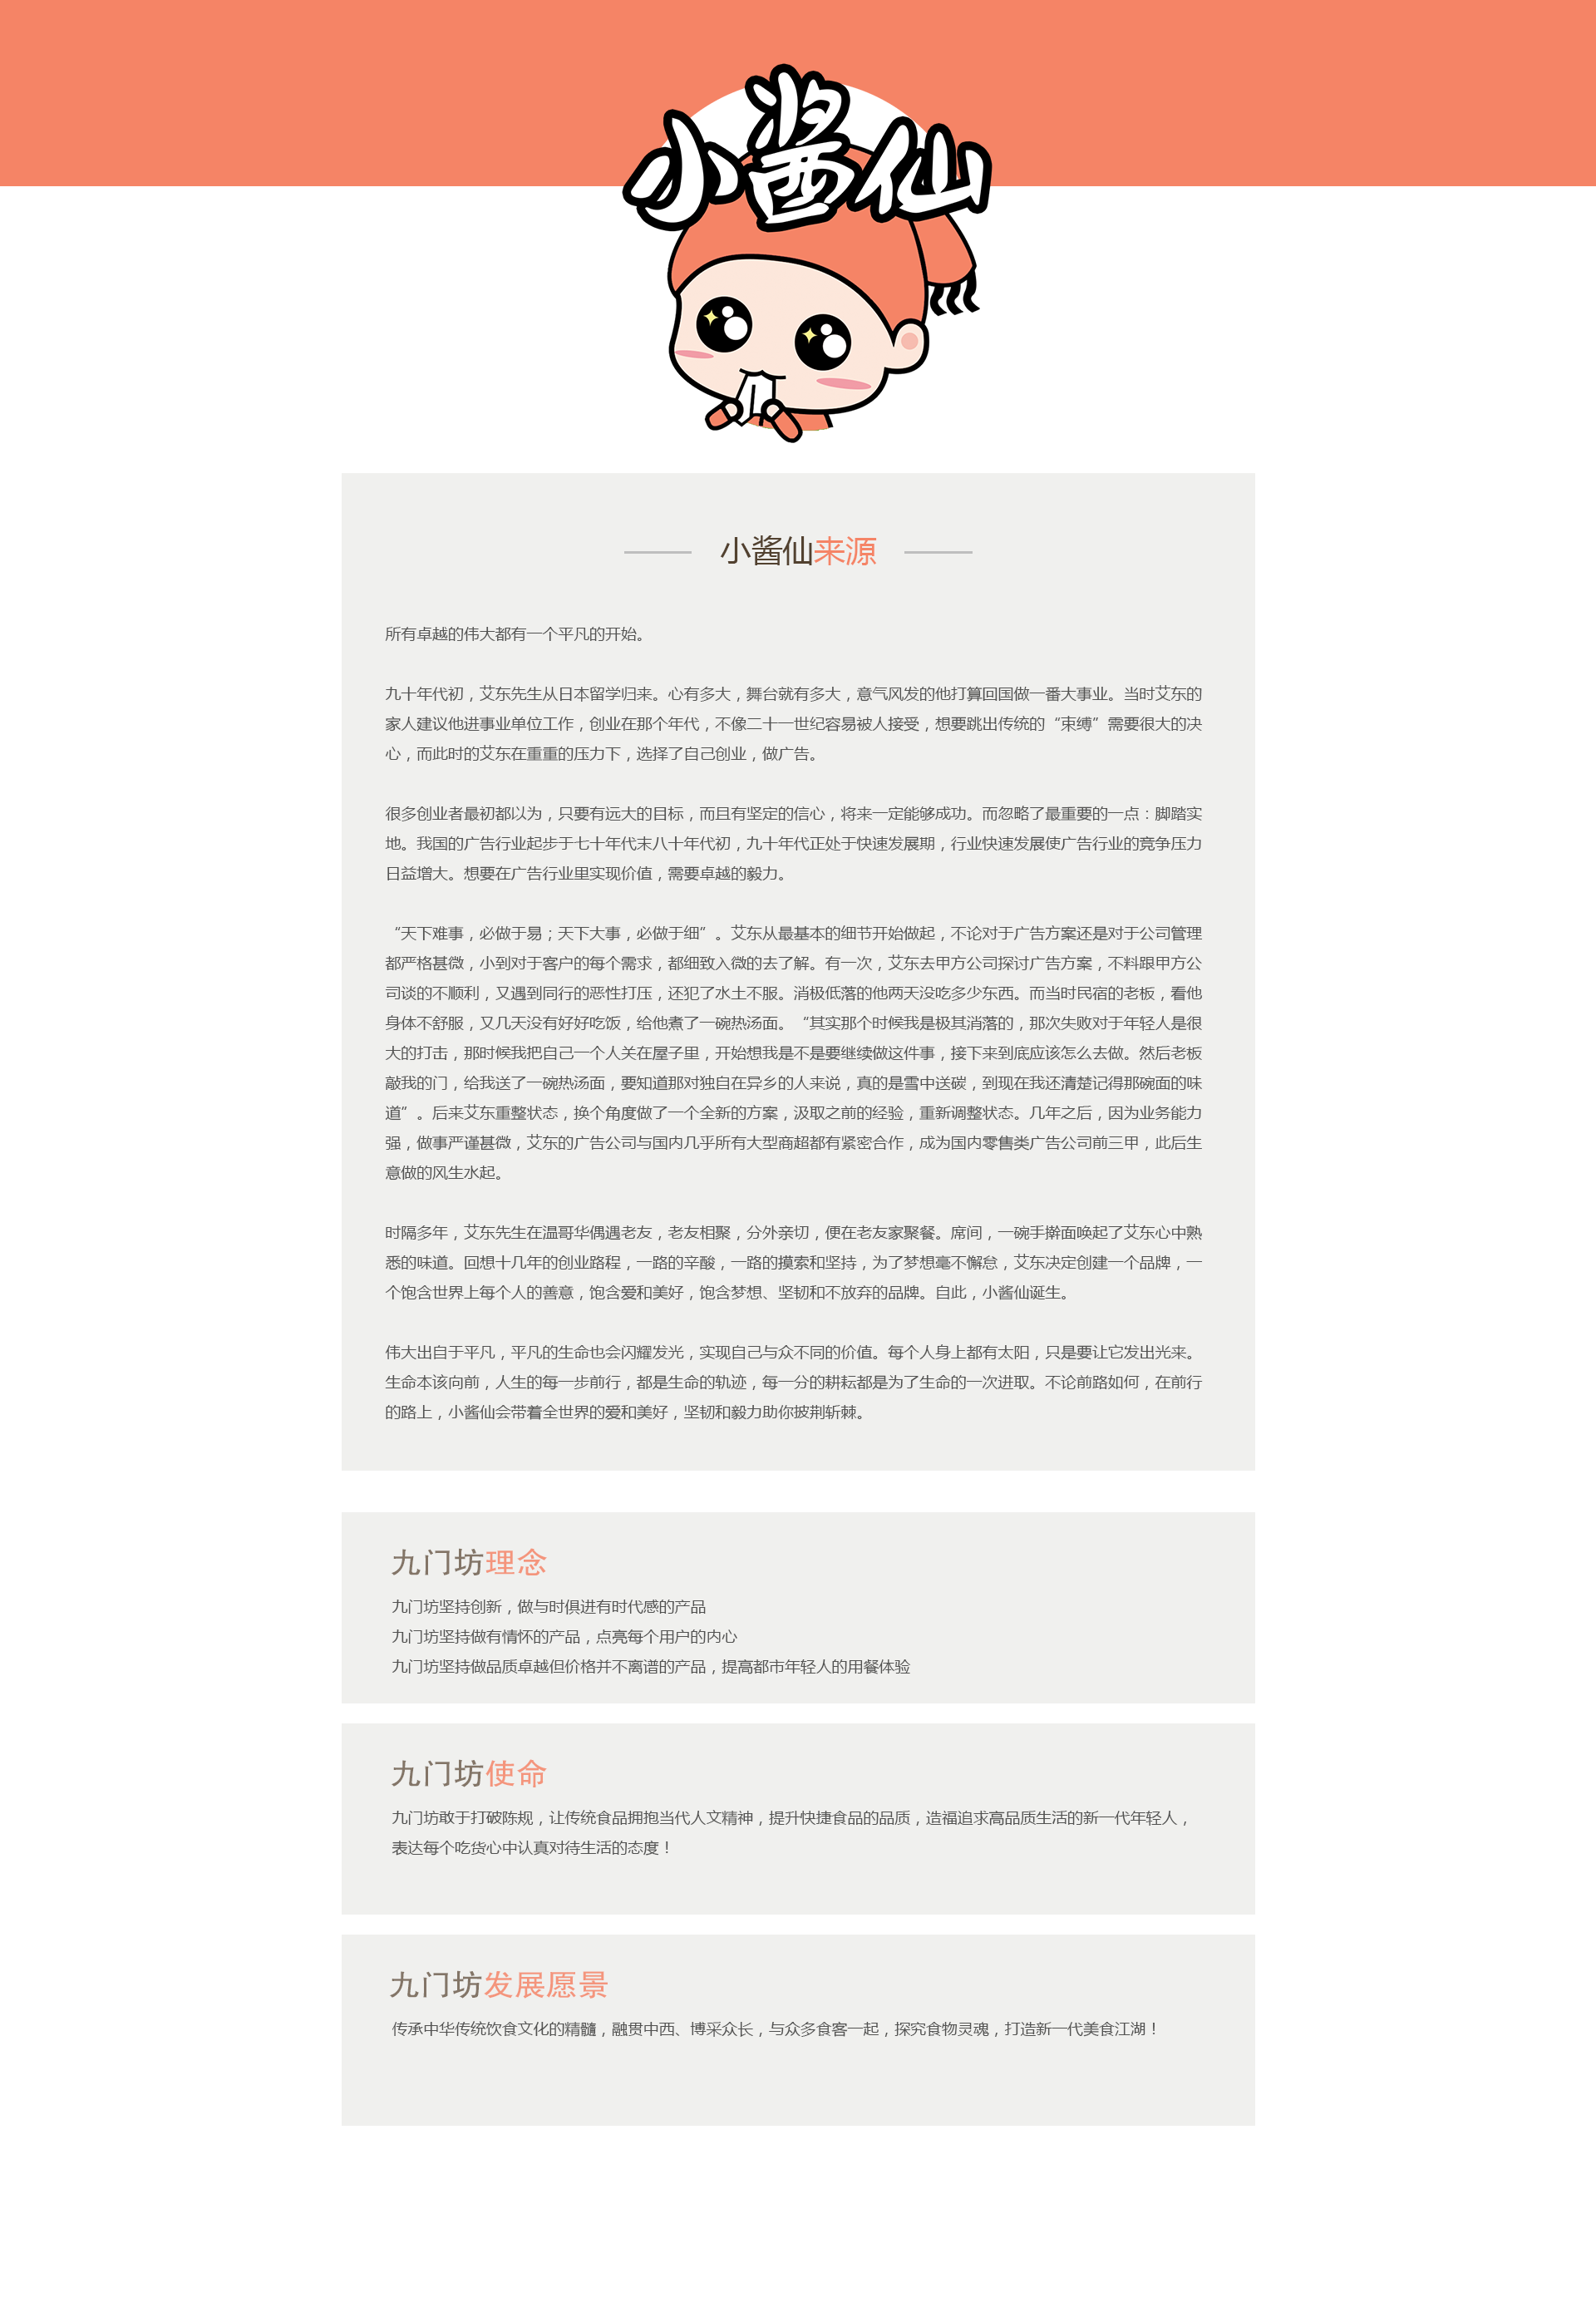 小酱仙
小酱仙来源
所有卓越的伟大都有一个平凡的开始。
九十年代初，艾东先生从日本留学归来。心有多大，舞台就有多大，意气风发的他打算回国做一番大事业。当时艾东的
家人建议他进事业单位工作，创业在那个年代，不像二十一世纪容易被人接受，想要跳出传统的“束缚”需要很大的决
心，而此时的艾东在重重的压力下，选择了自己创业，做广告。
很多创业者最初都以为，只要有远大的目标，而且有坚定的信心，将来一定能够成功。而忽略了最重要的一点：脚踏实
地。我国的广告行业起步于七十年代末八十年代初，九十年代正处于快速发展期，行业快速发展使广告行业的竞争压力
日益增大。想要在广告行业里实现价值，需要卓越的毅力。
“天下难事，必做于易；天下大事，必做于细”。艾东从最基本的细节开始做起，不论对于广告方案还是对于公司管理
都严格甚微，小到对于客户的每个需求，都细致入微的去了解。有一次，艾东去甲方公司探讨广告方案，不料跟甲方公
司谈的不顺利，又遇到同行的恶性打压，还犯了水土不服。消极低落的他两天没吃多少东西。而当时民宿的老板，看他
身体不舒服，又几天没有好好吃饭，给他煮了一碗热汤面。“其实那个时候我是极其消落的，那次失败对于年轻人是很
大的打击，那时候我把自己一个人关在屋子里，开始想我是不是要继续做这件事，接下来到底应该怎么去做。然后老板
敲我的门，给我送了一碗热汤面，要知道那对独自在异乡的人来说，真的是雪中送碳，到现在我还清楚记得那碗面的味
道”。后来艾东重整状态，换个角度做了一个全新的方案，汲取之前的经验，重新调整状态。几年之后，因为业务能力
强，做事严谨甚微，艾东的广告公司与国内几乎所有大型商超都有紧密合作，成为国内零售类广告公司前三甲，此后生
意做的风生水起。
时隔多年，艾东先生在温哥华偶遇老友，老友相聚，分外亲切，便在老友家聚餐。席间，一碗手擀面唤起了艾东心中熟
悉的味道。回想十几年的创业路程，一路的辛酸，一路的摸索和坚持，为了梦想毫不懈怠，艾东决定创建一个品牌，一
个饱含世界上每个人的善意，饱含爱和美好，饱含梦想、坚韧和不放弃的品牌。自此，小酱仙诞生。
伟大出自于平凡，平凡的生命也会闪耀发光，实现自己与众不同的价值。每个人身上都有太阳，只是要让它发出光来。
生命本该向前，人生的每一步前行，都是生命的轨迹，每一分的耕耘都是为了生命的一次进取。不论前路如何，在前行
的路上，小酱仙会带着全世界的爱和美好，坚韧和毅力助你披荆斩棘。
九门坊理念
九门坊坚持创新，做与时俱进有时代感的产品
九门坊坚持做有情怀的产品，点亮每个用户的内心
九门坊坚持做品质卓越但价格并不离谱的产品，提高都市年轻人的用餐体验
九门坊使命
九门坊敢于打破陈规，让传统食品拥抱当代人文精神，提升快捷食品的品质，造福追求高品质生活的新一代年轻人，
表达每个吃货心中认真对待生活的态度！
九门坊发展愿景
传承中华传统饮食文化的精髓，融贯中西、博采众长，与众多食客一起，探究食物灵魂，打造新一代美食江湖！